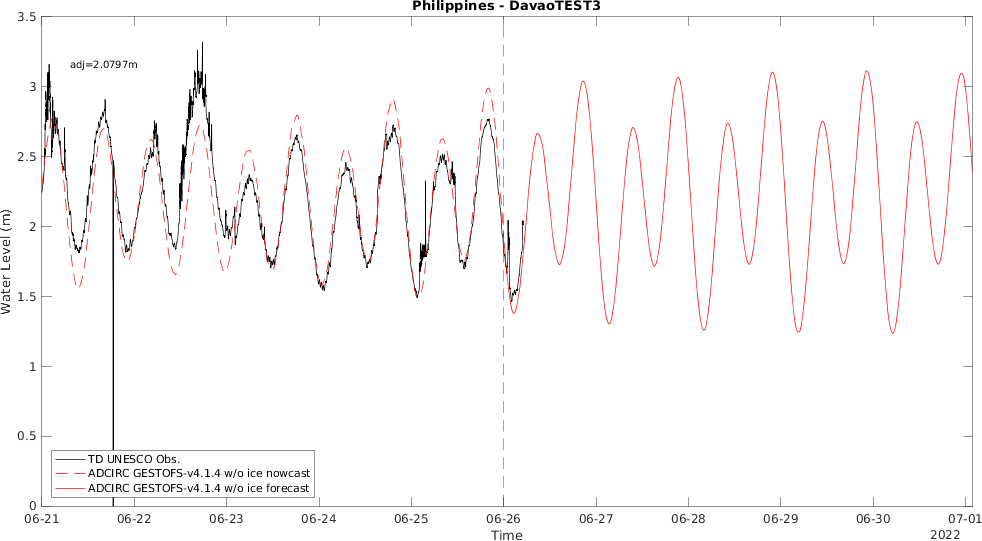 Philippines - DavaoTEST3
3.5
adj=2.0797m
3
2.5
2
1.5
1
0.5
0
Water Level (m)
TD UNESCO Obs.
ADCIRC GESTOFS-v4.1.4 w/o ice nowcast
ADCIRC GESTOFS-v4.1.4 w/o ice forecast
06-21 06-22 06-23 06-24 06-25 06-26 06-27 06-28 06-29 06-30 07-01
Time
2022